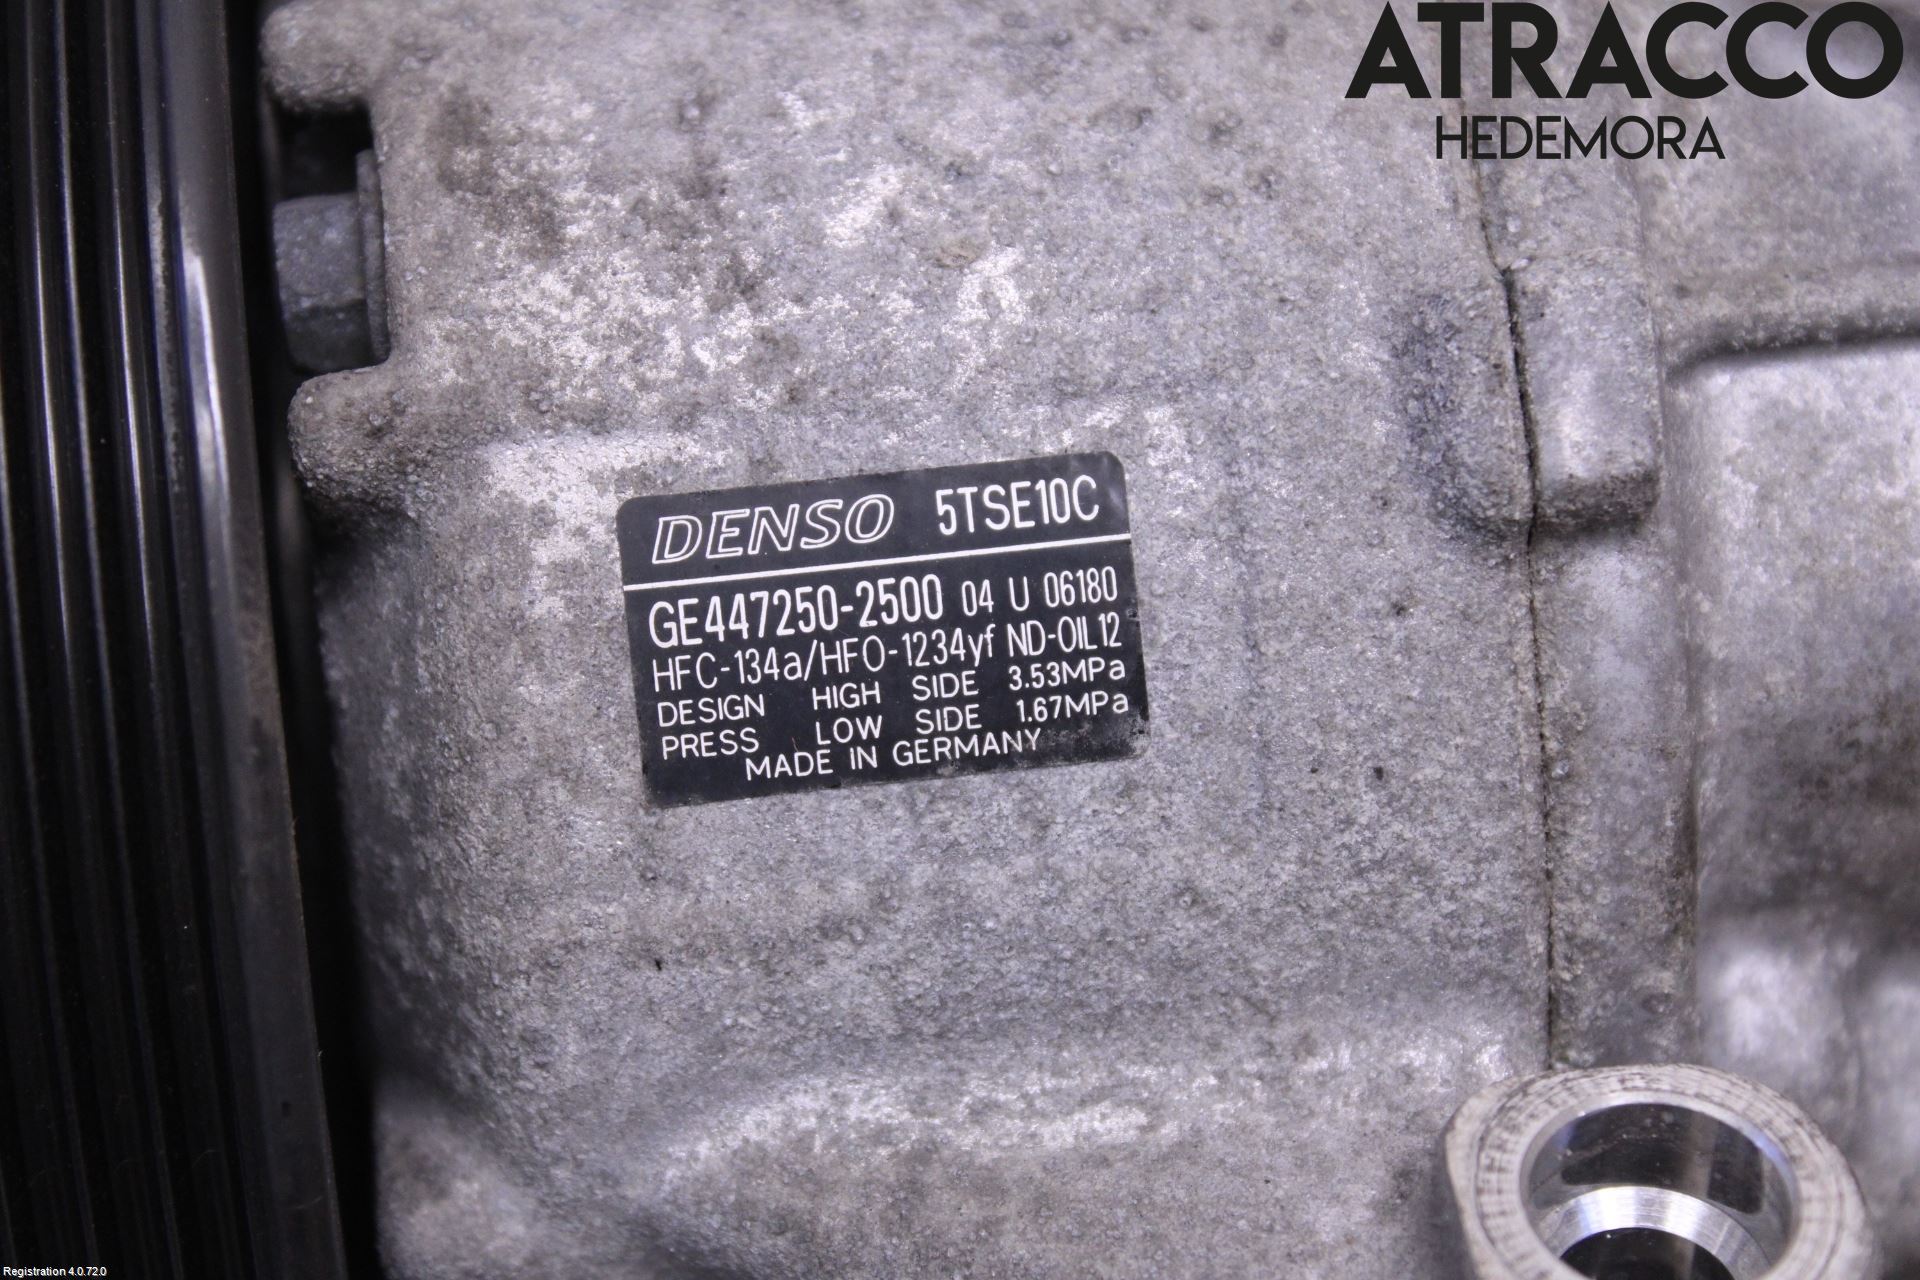 ATRACCO
HEDEMORA
DENSO 5TSE10C
GE447250-2500 04 U 06180
HFC-134a/HFO-1234yf ND-OIL12
DESIGN HIGH SIDE 3.53MPa
PRESS LOW SIDE 1.67MPa
MADE IN GERMANY
Registration 4.0.72.0